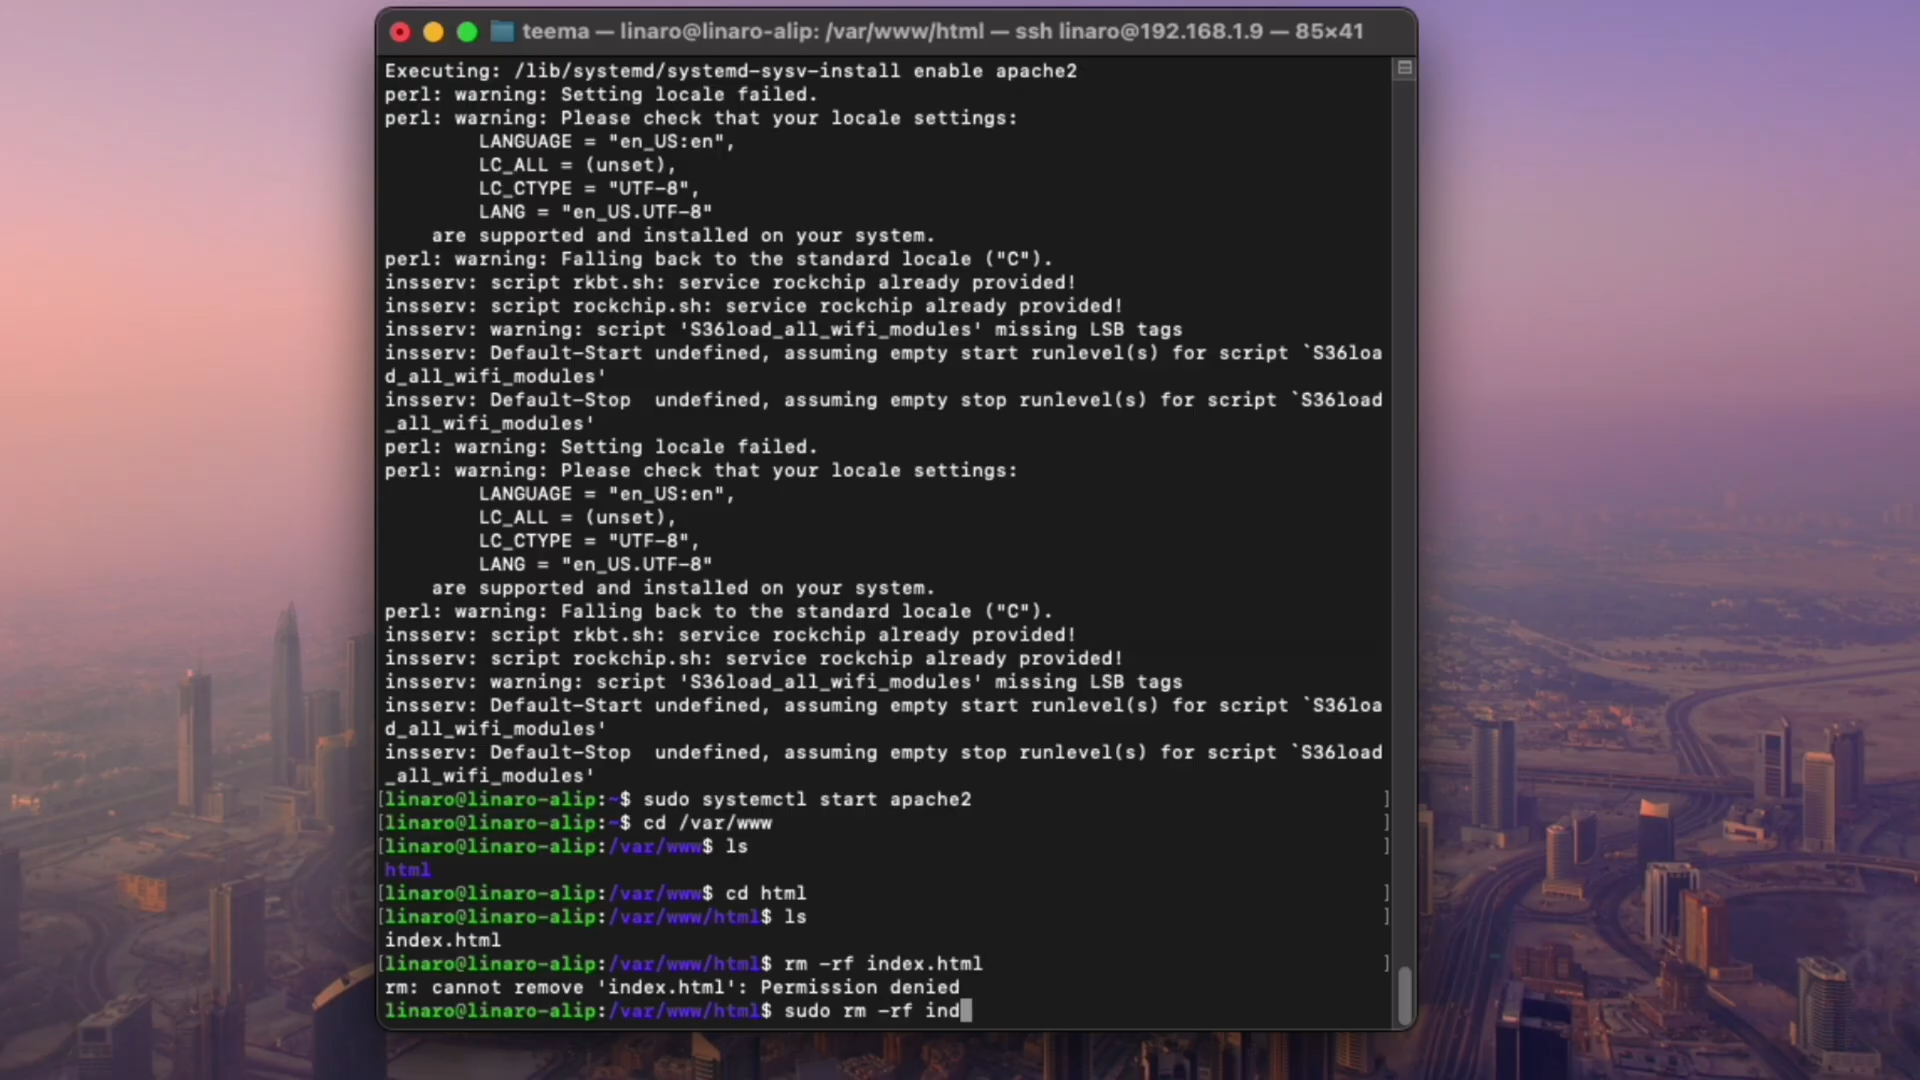 teema — linaro@linaro-alip: /var/www/html — ssh linaro@192.168.1.9 — 85×41
Executing: /lib/systemd/systemd-sysv-install enable apache2
perl: warning: Setting locale failed.
perl: warning: Please check that your locale settings:
        LANGUAGE = "en_US:en",
        LC_ALL = (unset),
        LC_CTYPE = "UTF-8",
        LANG = "en_US.UTF-8"
    are supported and installed on your system.
perl: warning: Falling back to the standard locale ("C").
insserv: script rkbt.sh: service rockchip already provided!
insserv: script rockchip.sh: service rockchip already provided!
insserv: warning: script 'S36load_all_wifi_modules' missing LSB tags
insserv: Default-Start undefined, assuming empty start runlevel(s) for script `S36loa
d_all_wifi_modules'
insserv: Default-Stop  undefined, assuming empty stop runlevel(s) for script `S36load
_all_wifi_modules'
perl: warning: Setting locale failed.
perl: warning: Please check that your locale settings:
        LANGUAGE = "en_US:en",
        LC_ALL = (unset),
        LC_CTYPE = "UTF-8",
        LANG = "en_US.UTF-8"
    are supported and installed on your system.
perl: warning: Falling back to the standard locale ("C").
insserv: script rkbt.sh: service rockchip already provided!
insserv: script rockchip.sh: service rockchip already provided!
insserv: warning: script 'S36load_all_wifi_modules' missing LSB tags
insserv: Default-Start undefined, assuming empty start runlevel(s) for script `S36loa
d_all_wifi_modules'
insserv: Default-Stop  undefined, assuming empty stop runlevel(s) for script `S36load
_all_wifi_modules'
[linaro@linaro-alip:~$ sudo systemctl start apache2 ]
[linaro@linaro-alip:~$ cd /var/www ]
[linaro@linaro-alip:/var/www$ ls ]
html
[linaro@linaro-alip:/var/www$ cd html ]
[linaro@linaro-alip:/var/www/html$ ls ]
index.html
[linaro@linaro-alip:/var/www/html$ rm -rf index.html ]
rm: cannot remove 'index.html': Permission denied
linaro@linaro-alip:/var/www/html$ sudo rm -rf ind